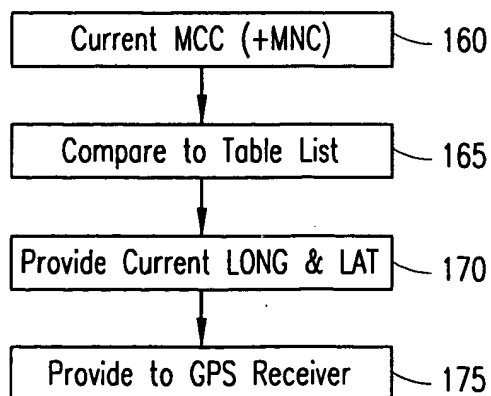 Current MCC (+MNC) 160
Compare to Table List 165
Provide Current LONG & LAT 170
Provide to GPS Receiver 175